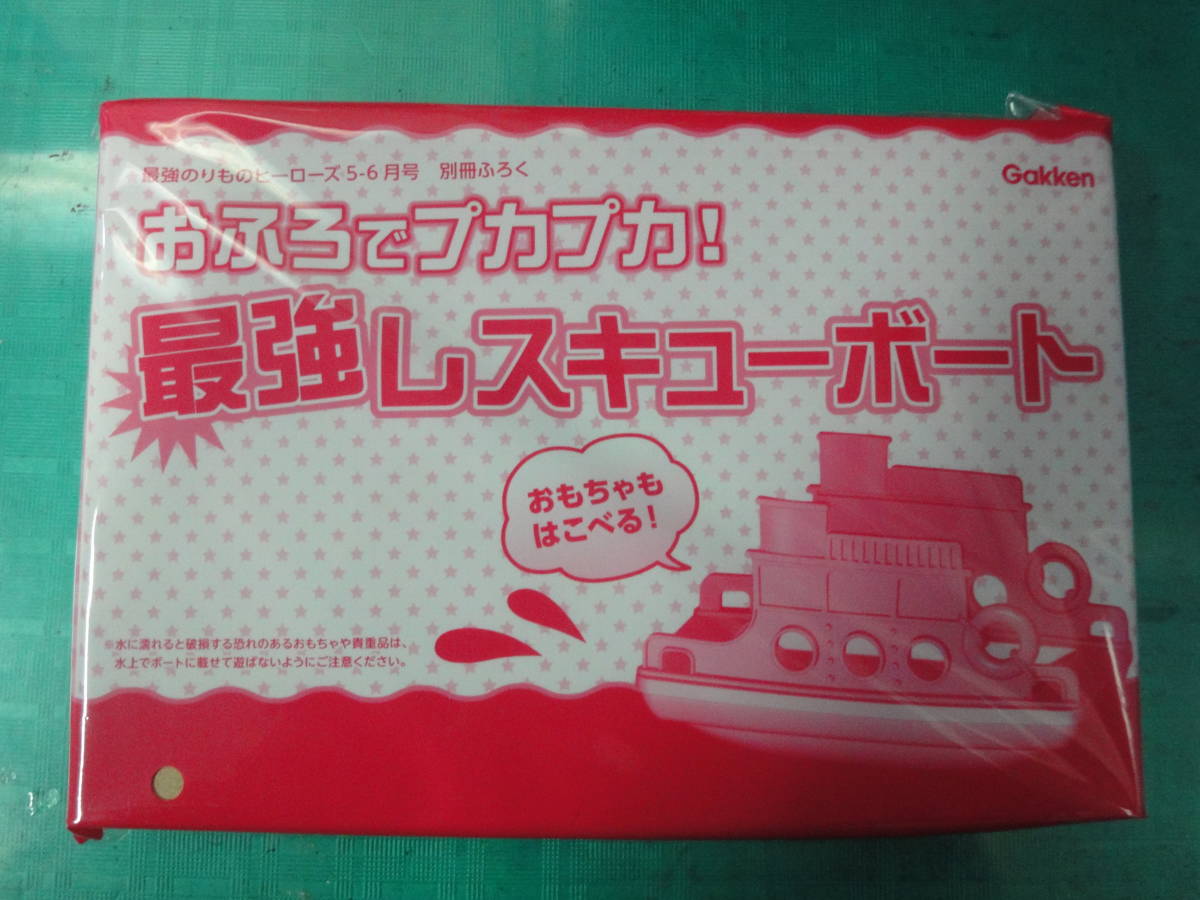 最強のりものヒーローズ 5-6月号 別冊ふろく
Gakken
おふろでプカプカ!
最強レスキューボート
おもちゃも
はこべる!
※水に濡れると破損する恐れのあるおもちゃや貴重品は、
水上でボートに載せて遊ばないようにご注意ください。